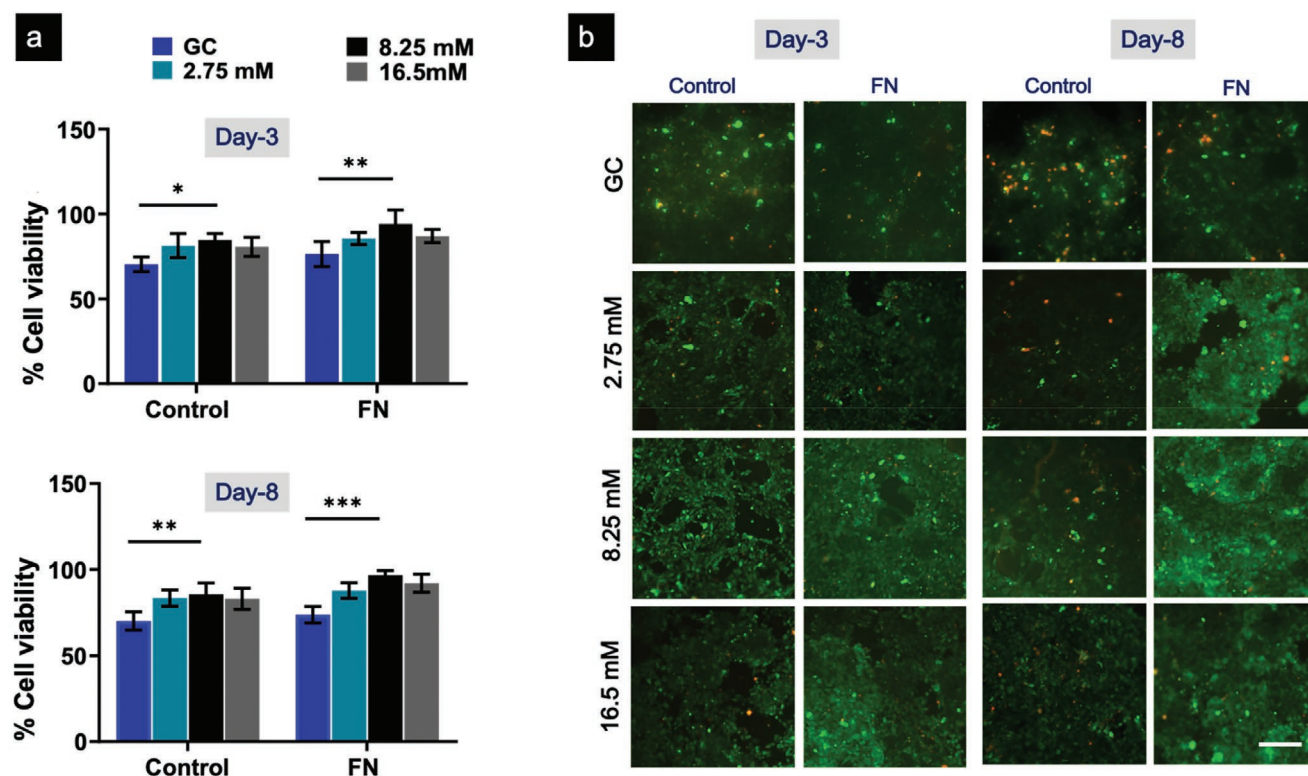 a
GC
8.25 mM
2.75 mM
16.5mM
150
Day-3
*
**
100
% Cell viability
50
0
Control
FN
150
Day-8
**
***
100
% Cell viability
50
0
Control
FN
b
Day-3
Day-8
Control
FN
Control
FN
GC
2.75 mM
8.25 mM
16.5 mM